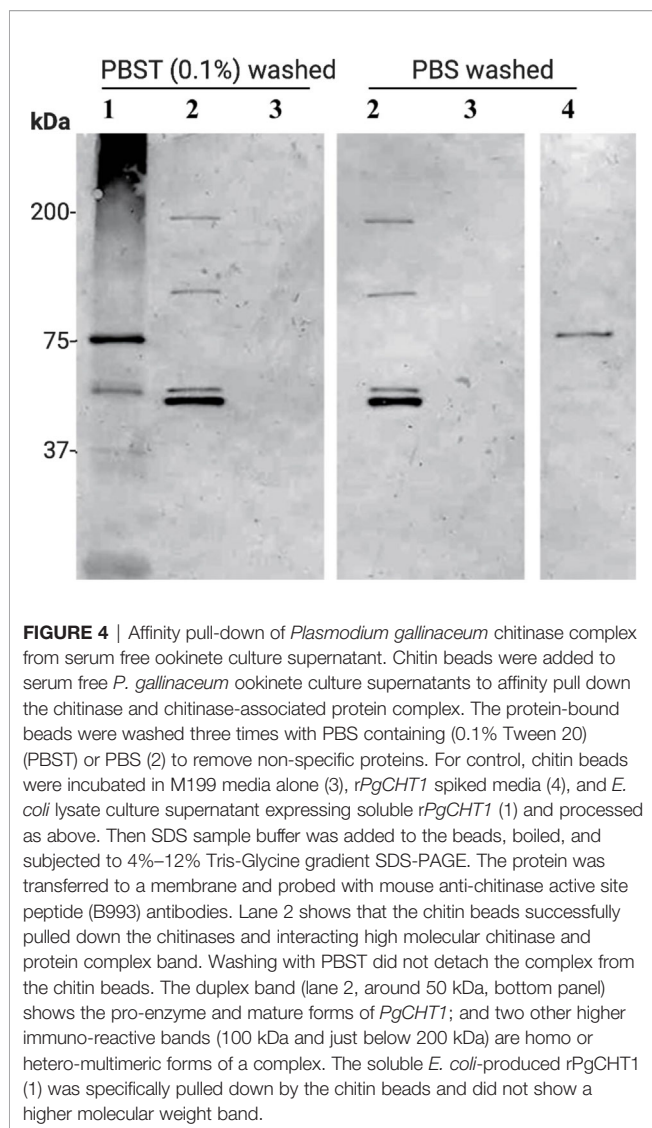 PBST (0.1%) washed PBS washed
1 2 3 2 3 4
kDa
200-
75-
37-
FIGURE 4 | Affinity pull-down of Plasmodium gallinaceum chitinase complex
from serum free ookinete culture supernatant. Chitin beads were added to
serum free P. gallinaceum ookinete culture supernatants to affinity pull down
the chitinase and chitinase-associated protein complex. The protein-bound
beads were washed three times with PBS containing (0.1% Tween 20)
(PBST) or PBS (2) to remove non-specific proteins. For control, chitin beads
were incubated in M199 media alone (3), rPgCHT1 spiked media (4), and E.
coli lysate culture supernatant expressing soluble rPgCHT1 (1) and processed
as above. Then SDS sample buffer was added to the beads, boiled, and
subjected to 4%–12% Tris-Glycine gradient SDS-PAGE. The protein was
transferred to a membrane and probed with mouse anti-chitinase active site
peptide (B993) antibodies. Lane 2 shows that the chitin beads successfully
pulled down the chitinases and interacting high molecular chitinase and
protein complex band. Washing with PBST did not detach the complex from
the chitin beads. The duplex band (lane 2, around 50 kDa, bottom panel)
shows the pro-enzyme and mature forms of PgCHT1; and two other higher
immuno-reactive bands (100 kDa and just below 200 kDa) are homo or
hetero-multimeric forms of a complex. The soluble E. coli-produced rPgCHT1
(1) was specifically pulled down by the chitin beads and did not show a
higher molecular weight band.